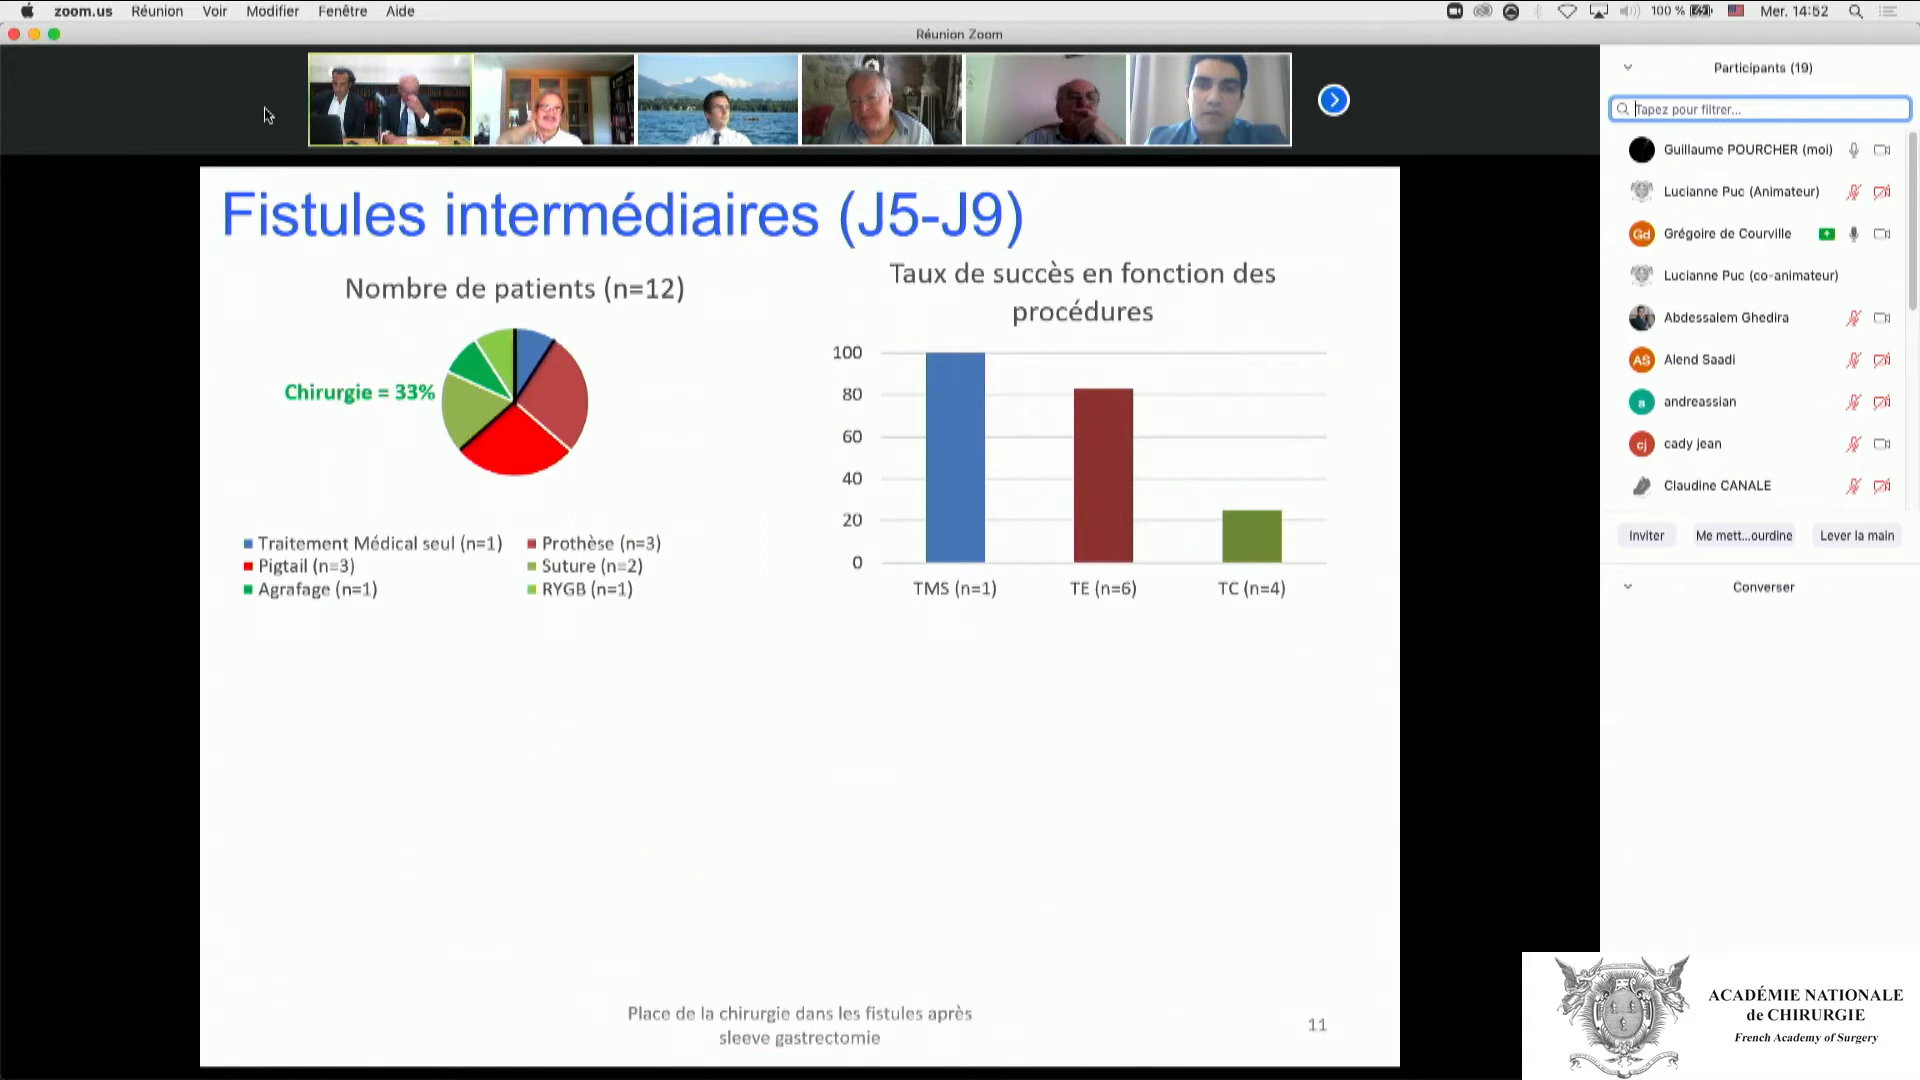 zoom.us Réunion Voir Modifier Fenêtre Aide
100 % Mer. 14:52
Réunion Zoom
Participants (19)
Tapez pour filtrer...
Guillaume POURCHER (moi)
Lucianne Puc (Animateur)
Gd Grégoire de Courville
Lucianne Puc (co-animateur)
Abdessalem Ghedira
AS Alend Saadi
a andreassian
cj cady jean
Claudine CANALE
Inviter Me mett...ourdine Lever la main
Converser
Fistules intermédiaires (J5-J9)
Nombre de patients (n=12)
Chirurgie = 33%
Traitement Médical seul (n=1) Prothèse (n=3)
Pigtail (n=3) Suture (n=2)
Agrafage (n=1) RYGB (n=1)
Taux de succès en fonction des
procédures
100
80
60
40
20
0
TMS (n=1) TE (n=6) TC (n=4)
Place de la chirurgie dans les fistules après
sleeve gastrectomie
11
ACADÉMIE NATIONALE
de CHIRURGIE
French Academy of Surgery